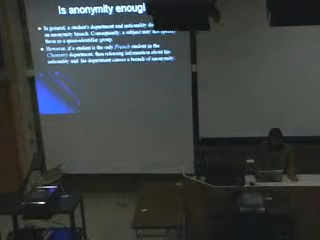 Is anonymity enough
In general, a student's department and nationality do
an anonymity breach. Consequently, a subject may not specify
these as a quasi-identifier group.
However, if a student is the only French student in the
Chemistry department, then releasing information about his
nationality and his department causes a breach of anonymity.